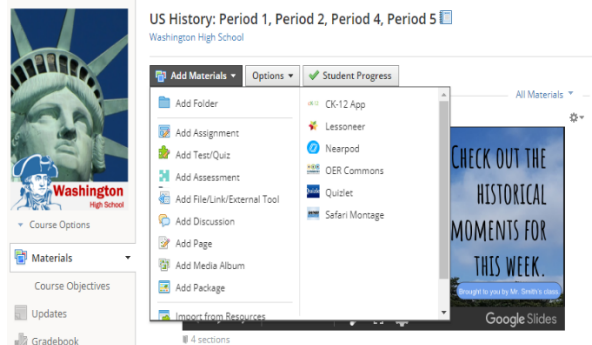 US History: Period 1, Period 2, Period 4, Period 5
Washington High School
Add Materials
Options
Student Progress
All Materials
Add Folder
Add Assignment
Add Test/Quiz
Add Assessment
Add File/Link/External Tool
Add Discussion
Add Page
Add Media Album
Add Package
Import from Resources
CK-12 App
Lessoneer
Nearpod
OER Commons
Quizlet
Safari Montage
CHECK OUT THE
HISTORICAL
MOMENTS FOR
THIS WEEK.
Brought to you by Mr. Smith's class
Google Slides
4 sections
Washington
High School
Course Options
Materials
Course Objectives
Updates
Gradebook